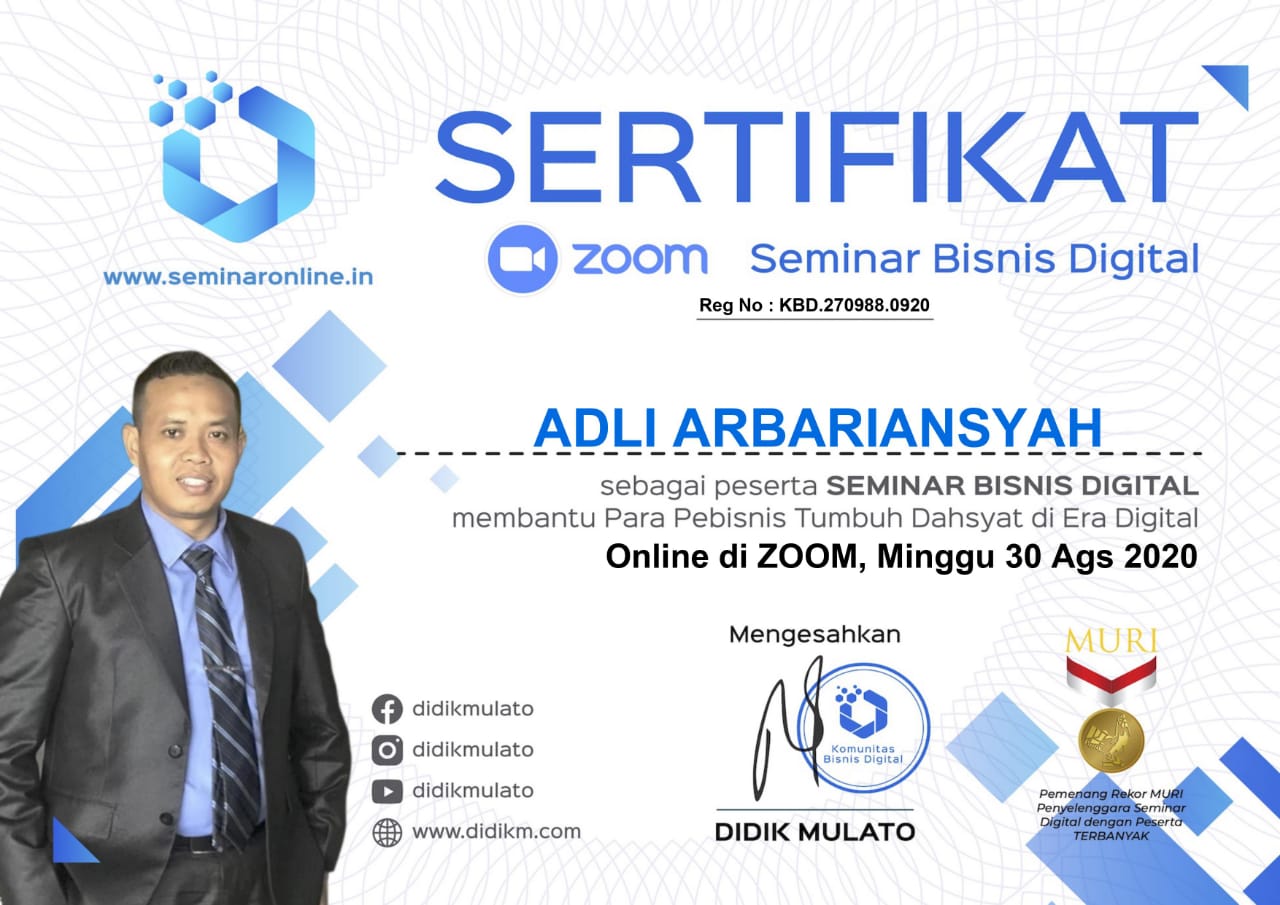 SERTIFIKAT
www.seminaronline.in
zoom Seminar Bisnis Digital
Reg No : KBD.270988.0920
ADLI ARBARIANSYAH
sebagai peserta SEMINAR BISNIS DIGITAL
membantu Para Pebisnis Tumbuh Dahsyat di Era Digital
Online di ZOOM, Minggu 30 Ags 2020
didikmulato
didikmulato
didikmulato
www.didikm.com
Mengesahkan
Komunitas
Bisnis Digital
DIDIK MULATO
MURI
Pemenang Rekor MURI
Penyelenggara Seminar
Digital dengan Peserta
TERBANYAK